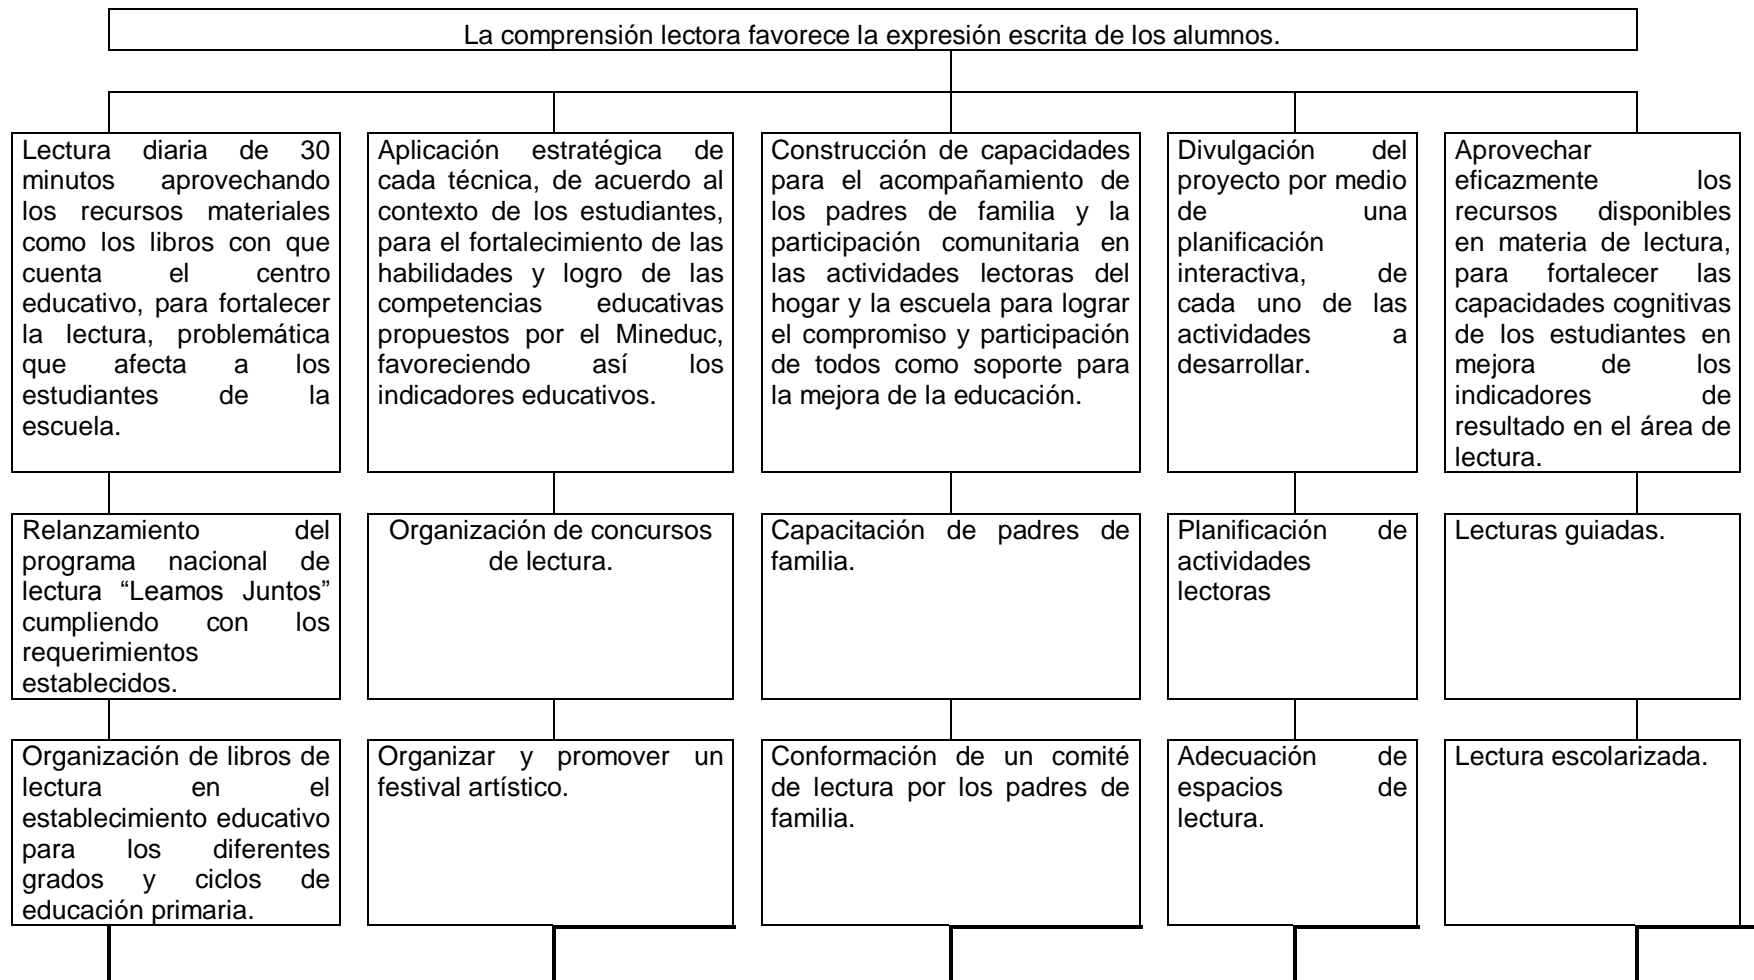 La comprensión lectora favorece la expresión escrita de los alumnos.
Lectura diaria de 30
minutos aprovechando
los recursos materiales
como los libros con que
cuenta el centro
educativo, para fortalecer
la lectura, problemática
que afecta a los
estudiantes de la
escuela.
Aplicación estratégica de
cada técnica, de acuerdo al
contexto de los estudiantes,
para el fortalecimiento de las
habilidades y logro de las
competencias educativas
propuestos por el Mineduc,
favoreciendo así los
indicadores educativos.
Construcción de capacidades
para el acompañamiento de
los padres de familia y la
participación comunitaria en
las actividades lectoras del
hogar y la escuela para lograr
el compromiso y participación
de todos como soporte para
la mejora de la educación.
Divulgación del
proyecto por medio
de una
planificación
interactiva, de
cada uno de las
actividades a
desarrollar.
Aprovechar
eficazmente los
recursos disponibles
en materia de lectura,
para fortalecer las
capacidades cognitivas
de los estudiantes en
mejora de los
indicadores de
resultado en el área de
lectura.
Relanzamiento del
programa nacional de
lectura “Leamos Juntos”
cumpliendo con los
requerimientos
establecidos.
Organización de concursos
de lectura.
Capacitación de padres de
familia.
Planificación de
actividades
lectoras
Lecturas guiadas.
Organización de libros de
lectura en el
establecimiento educativo
para los diferentes
grados y ciclos de
educación primaria.
Organizar y promover un
festival artístico.
Conformación de un comité
de lectura por los padres de
familia.
Adecuación de
espacios de
lectura.
Lectura escolarizada.